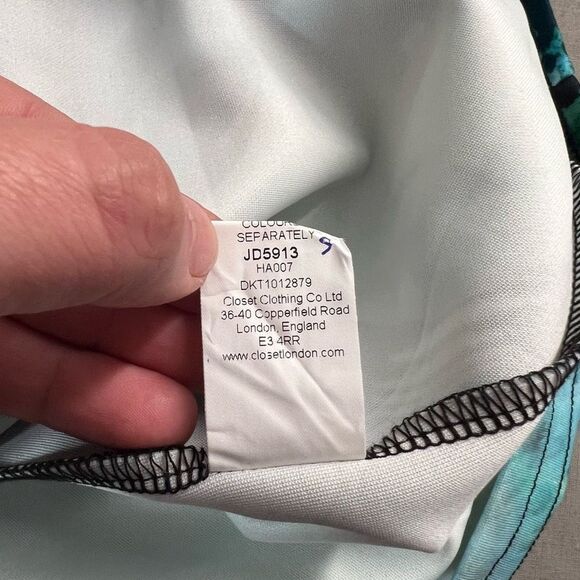 COLOUR
SEPARATELY
JD5913
HA007
DKT1012879
Closet Clothing Co Ltd
36-40 Copperfield Road
London, England
E3 4RR
www.closetlondon.com